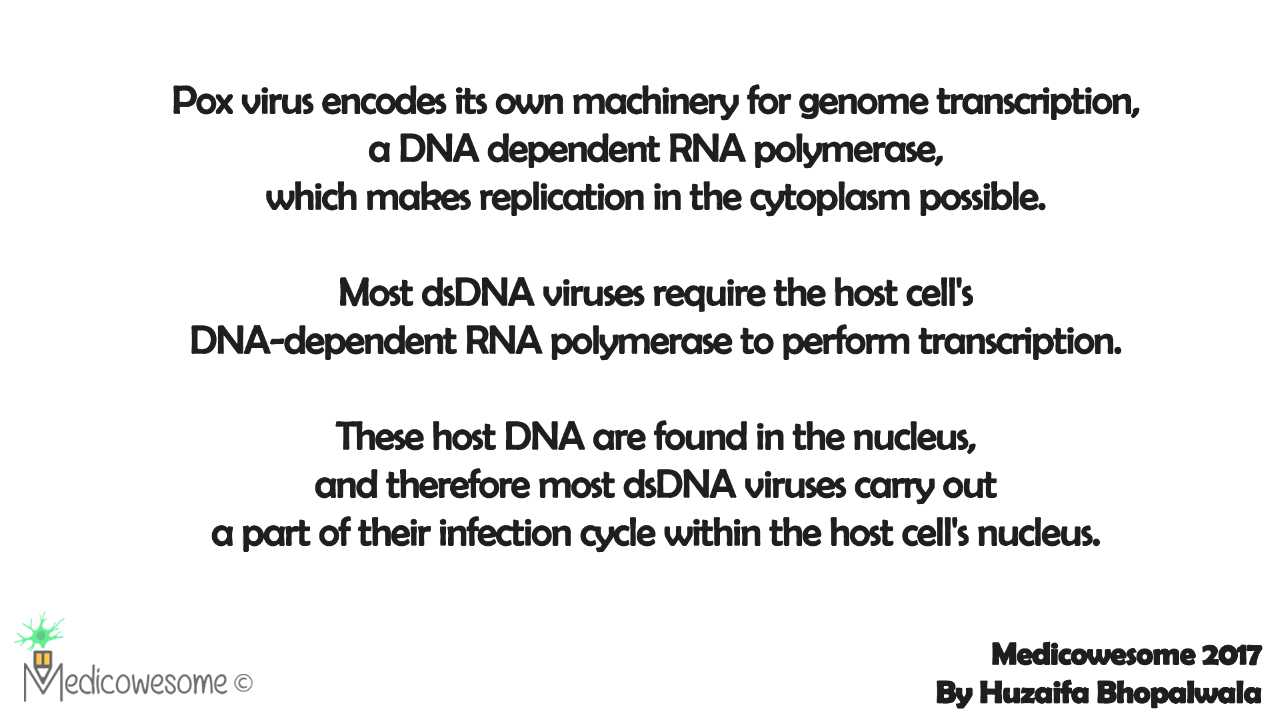 Pox virus encodes its own machinery for genome transcription,
a DNA dependent RNA polymerase,
which makes replication in the cytoplasm possible.
Most dsDNA viruses require the host cell's
DNA-dependent RNA polymerase to perform transcription.
These host DNA are found in the nucleus,
and therefore most dsDNA viruses carry out
a part of their infection cycle within the host cell's nucleus.
Medicowesome ©
Medicowesome 2017
By Huzaifa Bhopalwala